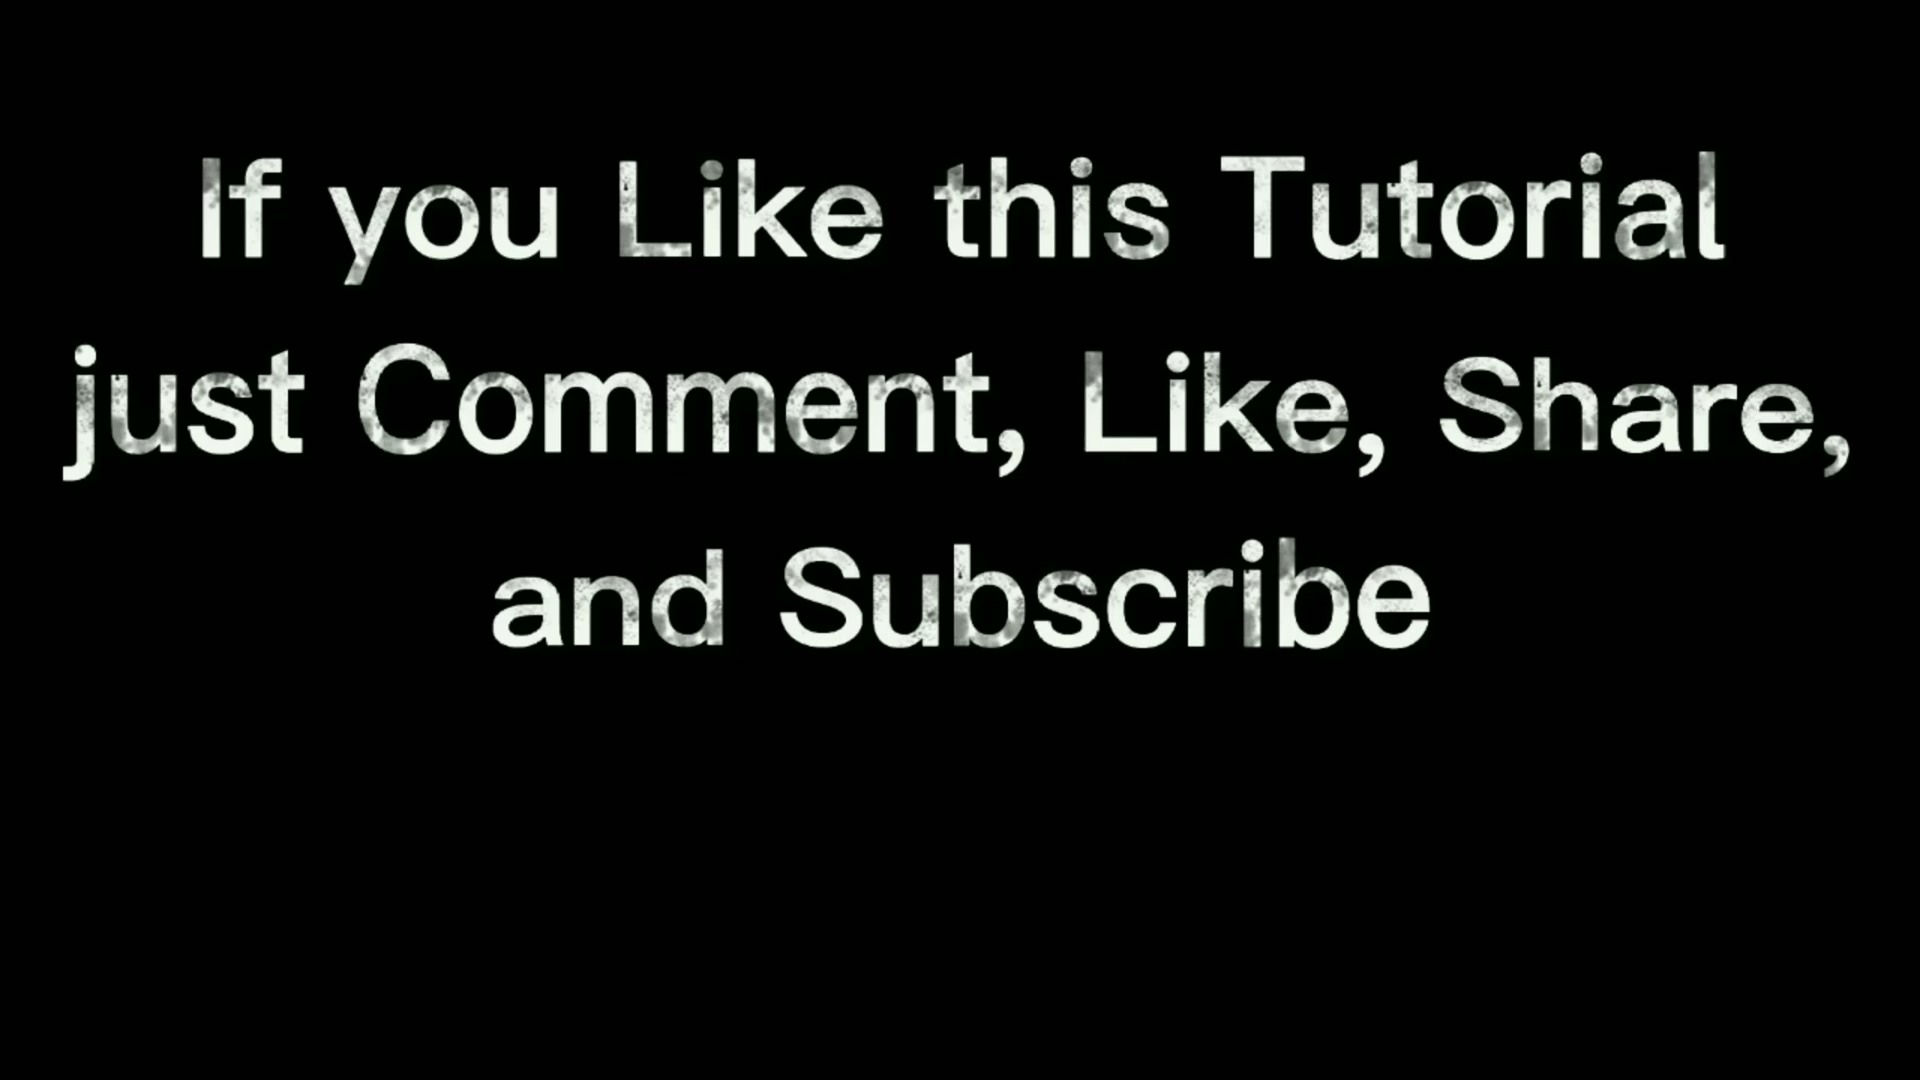 If you Like this Tutorial
just Comment, Like, Share,
and Subscribe